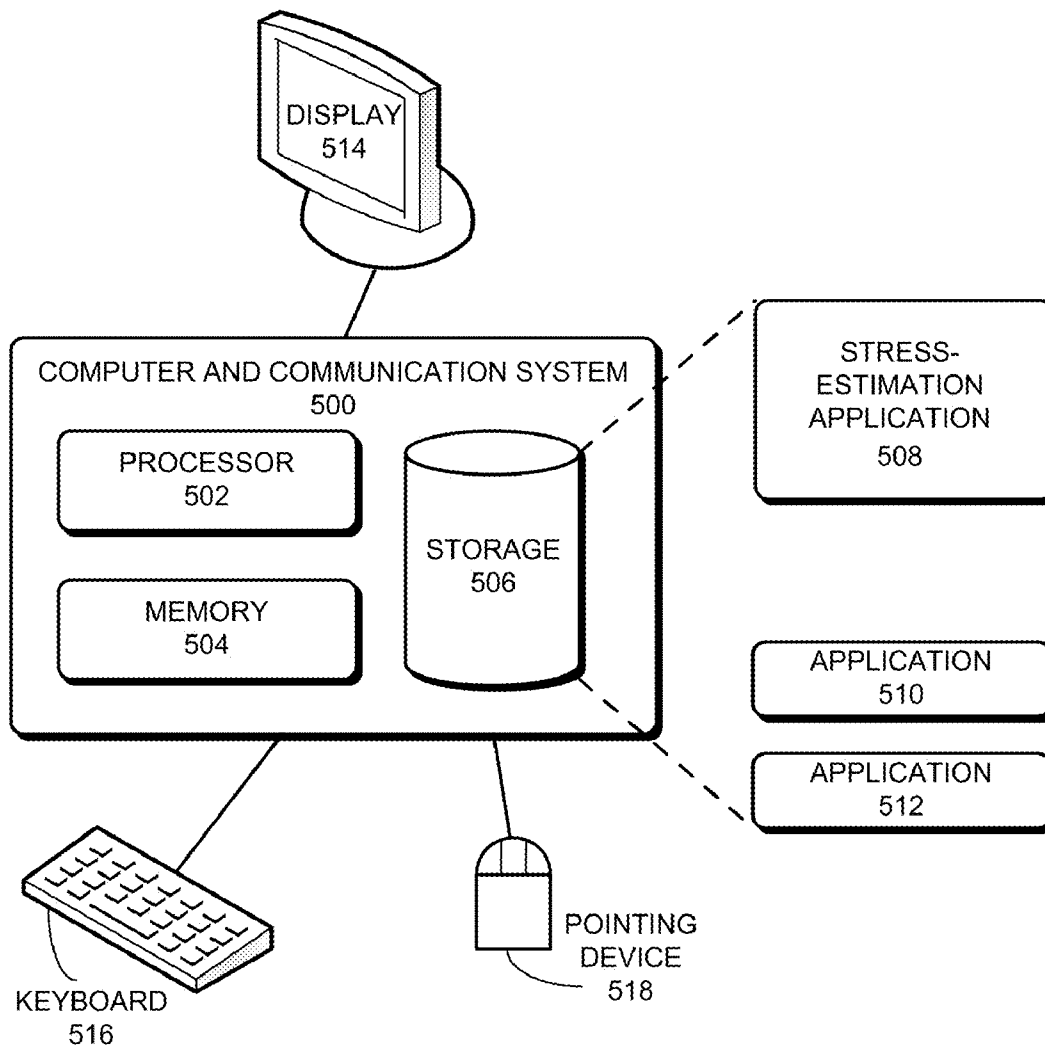 DISPLAY
514
COMPUTER AND COMMUNICATION SYSTEM
500
PROCESSOR
502
MEMORY
504
STORAGE
506
STRESS-
ESTIMATION
APPLICATION
508
APPLICATION
510
APPLICATION
512
KEYBOARD
516
POINTING
DEVICE
518